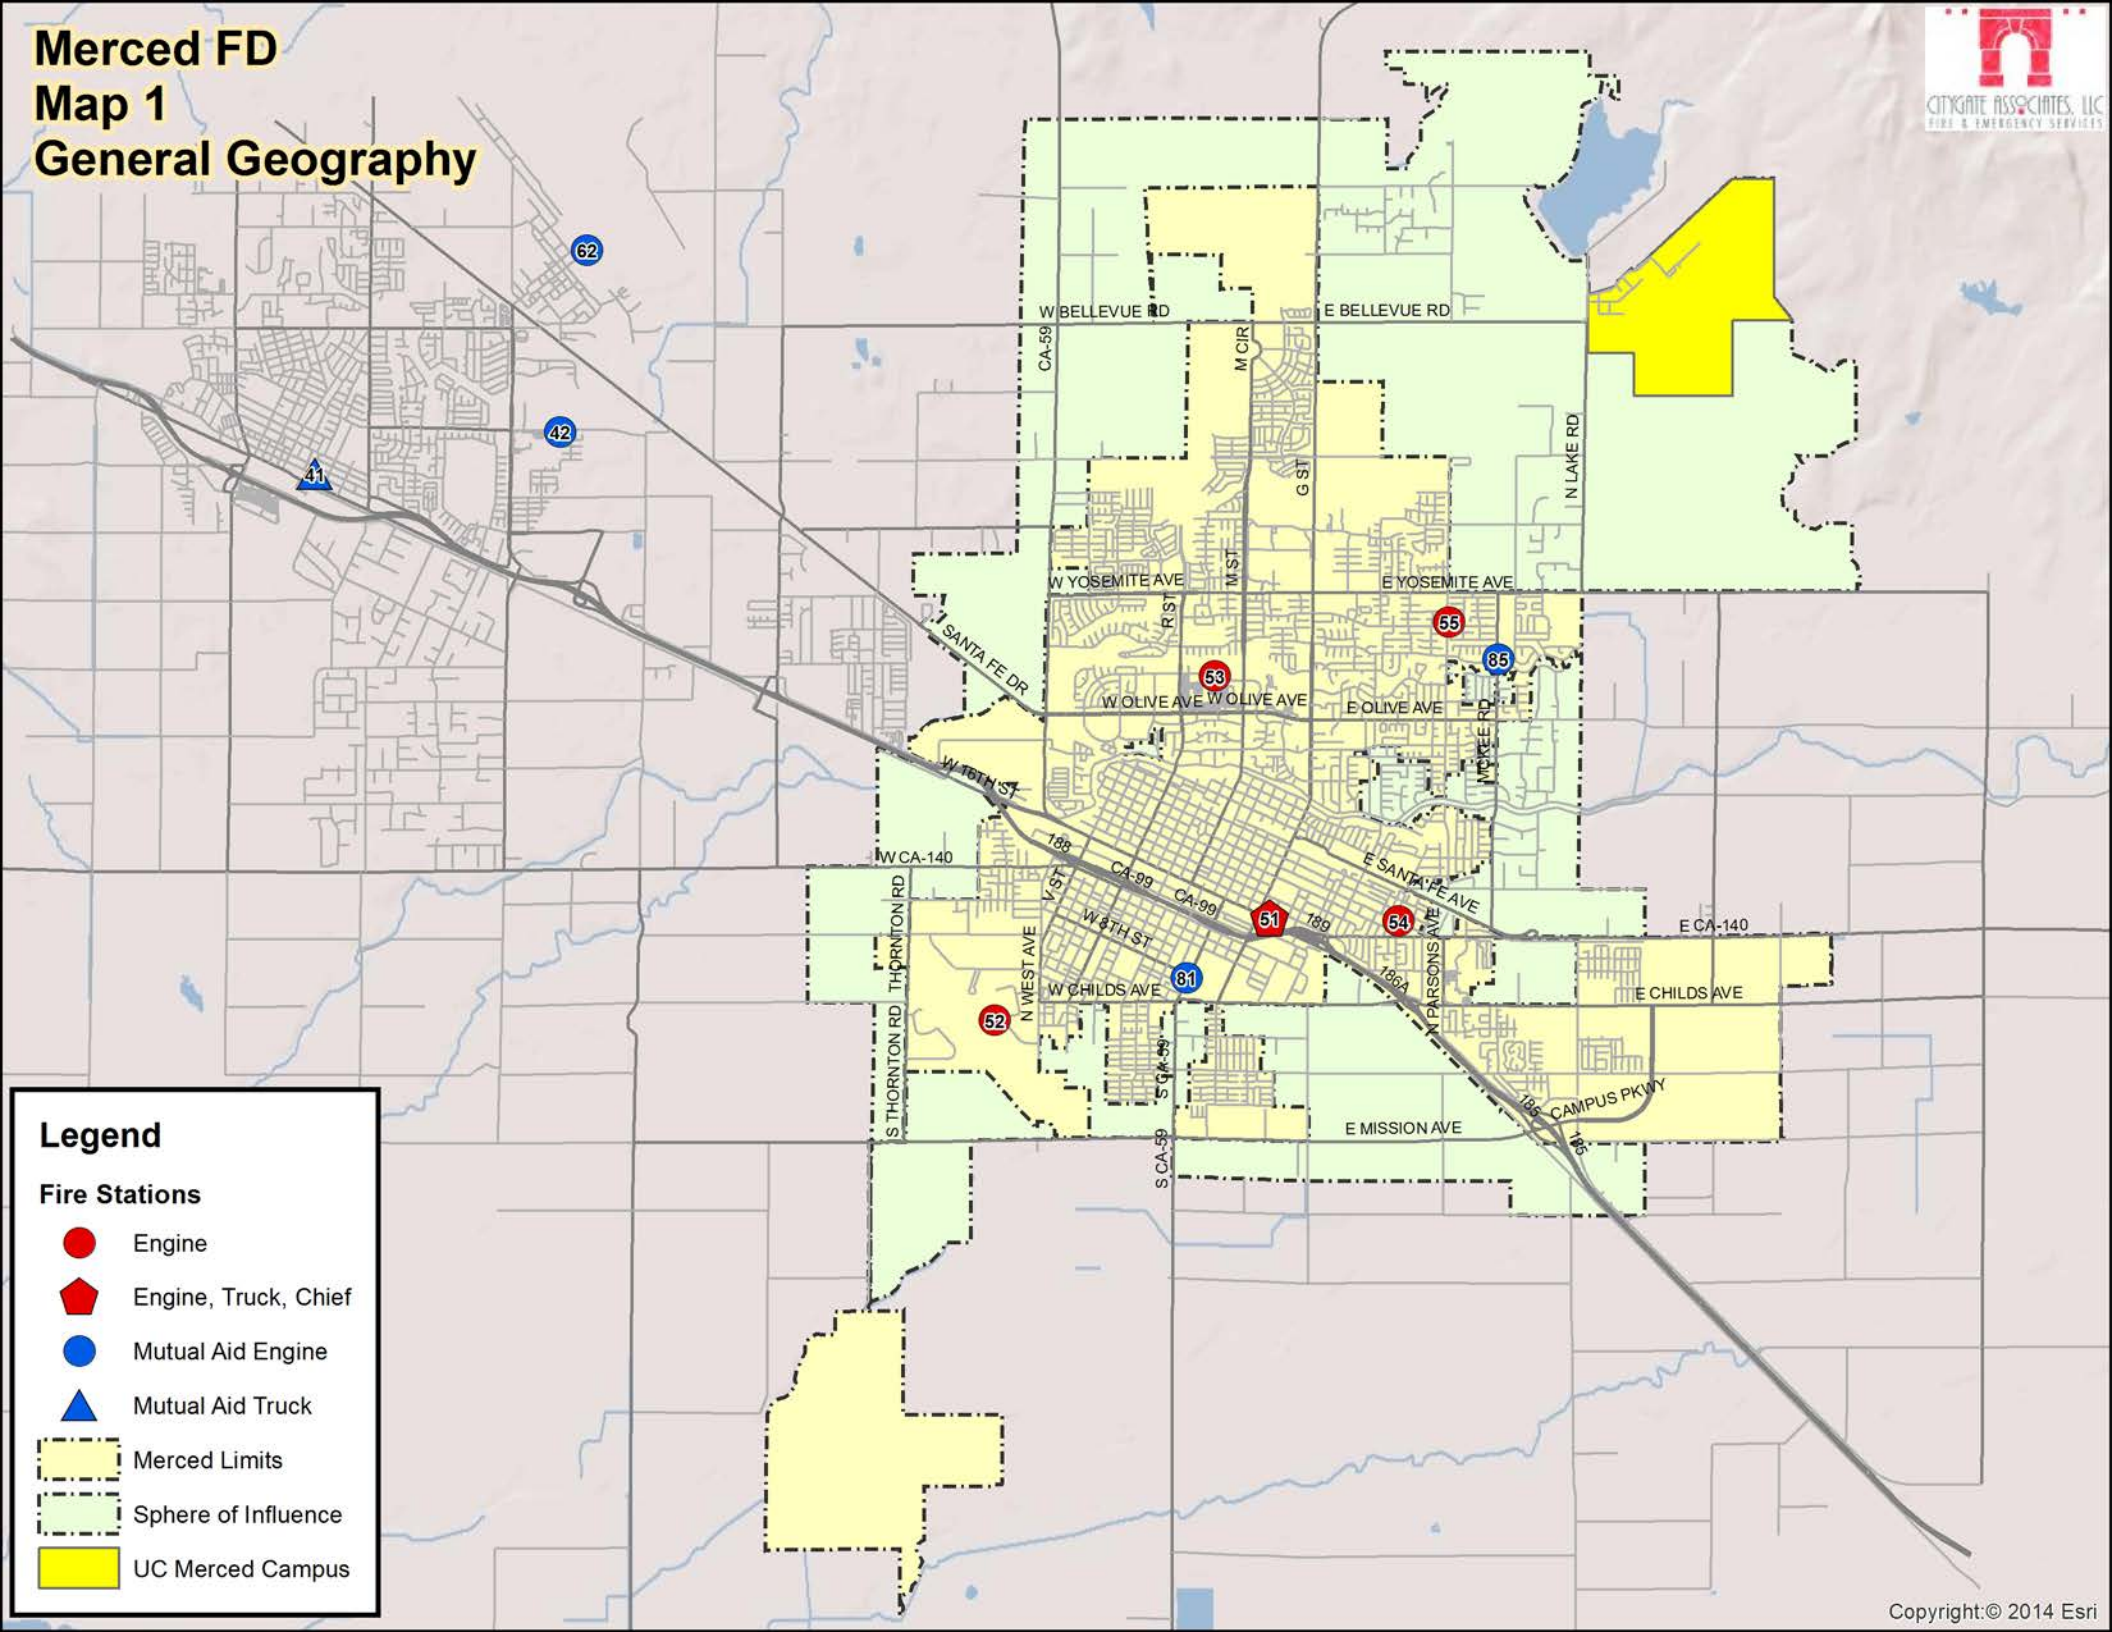 Merced FD
Map 1
General Geography
CITYGATE ASSOCIATES, LLC
FIRE & EMERGENCY SERVICES
62
42
41
W BELLEVUE RD
E BELLEVUE RD
CA-59
M CIR
G ST
N LAKE RD
W YOSEMITE AVE
E YOSEMITE AVE
M ST
R ST
55
85
53
SANTA FE DR
W OLIVE AVE
W OLIVE AVE
E OLIVE AVE
MCKEE RD
W 16TH ST
188
W CA-140
CA-99
CA-99
E SANTA FE AVE
V ST
W 8TH ST
51
189
54
E CA-140
N THORNTON RD
N WEST AVE
81
186A
N PARSONS AVE
W CHILDS AVE
E CHILDS AVE
52
S THORNTON RD
S CA-59
185
CAMPUS PKWY
E MISSION AVE
185
S CA-59
Legend
Fire Stations
Engine
Engine, Truck, Chief
Mutual Aid Engine
Mutual Aid Truck
Merced Limits
Sphere of Influence
UC Merced Campus
Copyright:© 2014 Esri